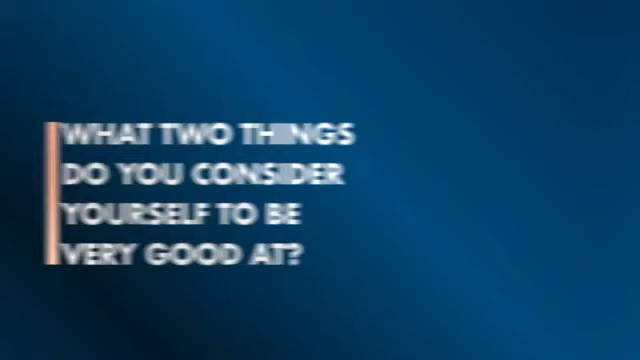 WHAT TWO THINGS
DO YOU CONSIDER
YOURSELF TO BE
VERY GOOD AT?